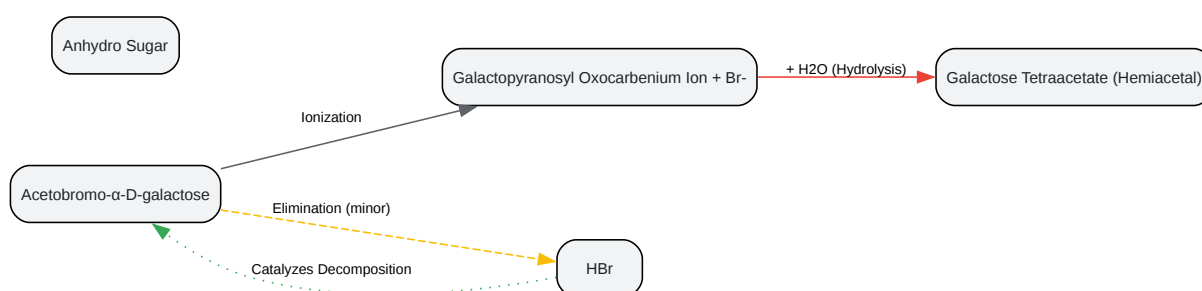 Anhydro Sugar
Galactopyranosyl Oxocarbenium Ion + Br-
+ H2O (Hydrolysis)
Galactose Tetraacetate (Hemiacetal)
Ionization
Acetobromo-α-D-galactose
Elimination (minor)
Catalyzes Decomposition
HBr